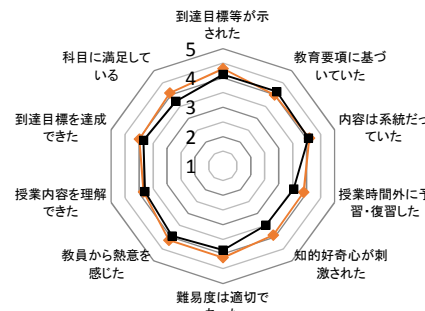 到達目標等が示
された
教育要項に基づ
いていた
内容は系統だっ
ていた
授業時間外に予
習・復習した
知的好奇心が刺
激された
難易度は適切で
教員から熱意を
感じた
授業内容を理解
できた
到達目標を達成
できた
科目に満足して
いる
5
4
3
2
1